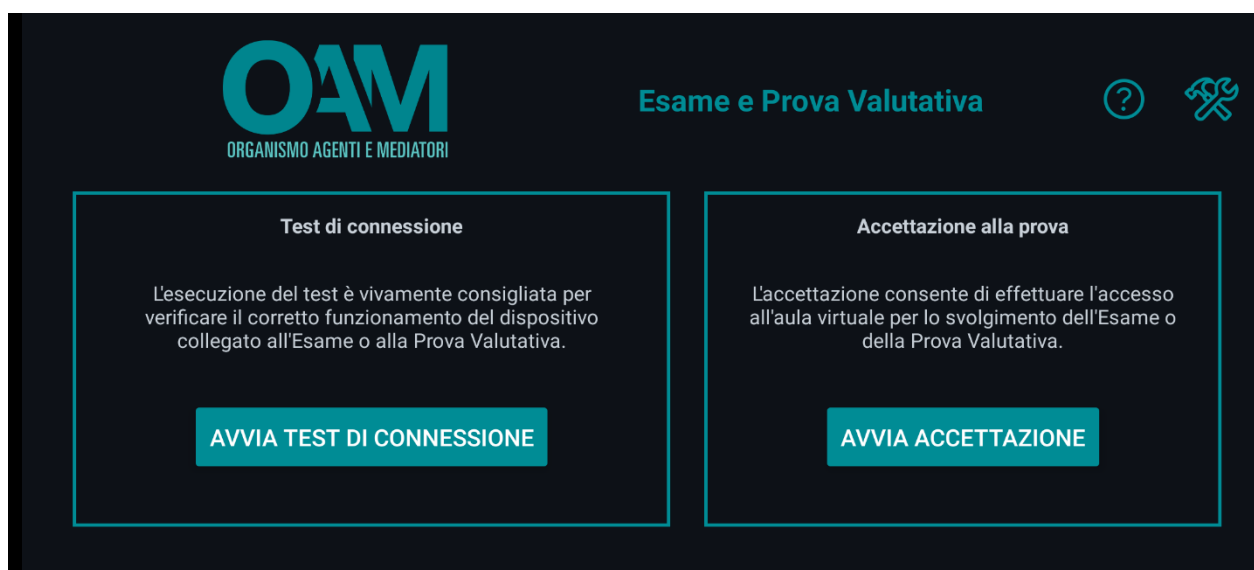 OAM
ORGANISMO AGENTI E MEDIATORI
Esame e Prova Valutativa
?
Test di connessione
L'esecuzione del test è vivamente consigliata per
verificare il corretto funzionamento del dispositivo
collegato all'Esame o alla Prova Valutativa.
AVVIA TEST DI CONNESSIONE
Accettazione alla prova
L'accettazione consente di effettuare l'accesso
all'aula virtuale per lo svolgimento dell'Esame o
della Prova Valutativa.
AVVIA ACCETTAZIONE